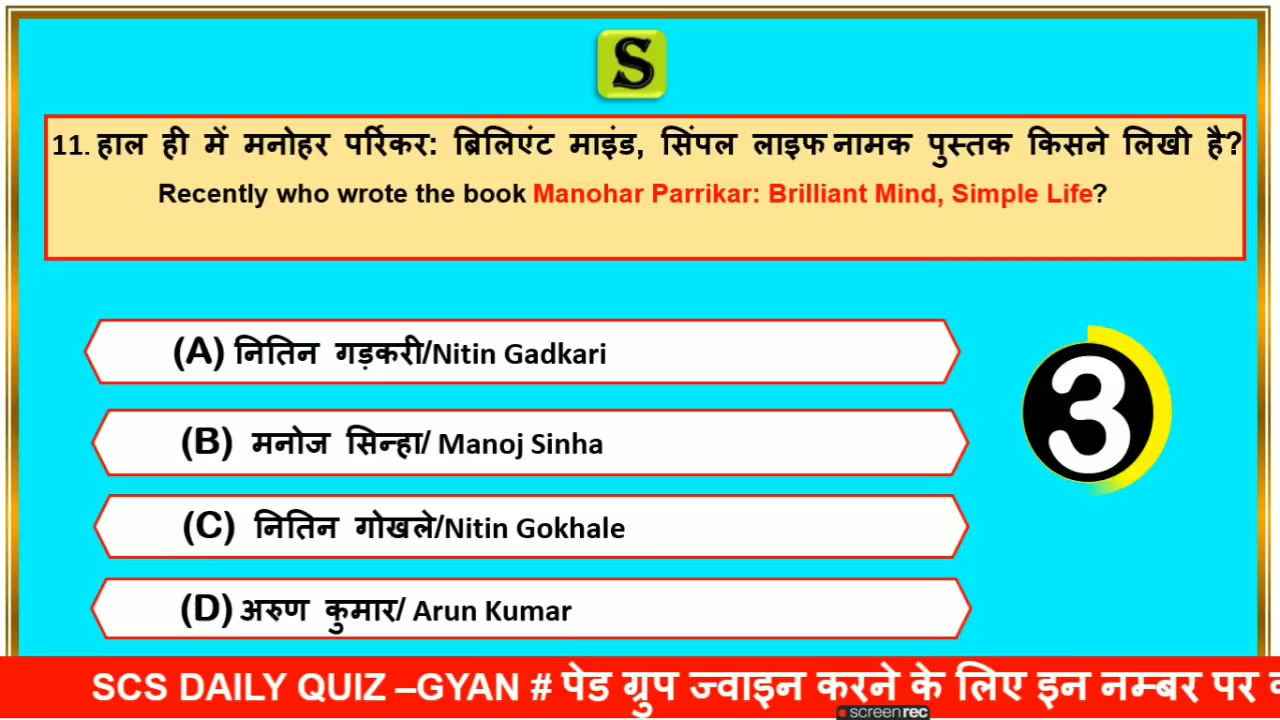 S
11. हाल ही में मनोहर पर्रिकर: ब्रिलिएंट माइंड, सिंपल लाइफ नामक पुस्तक किसने लिखी है?
Recently who wrote the book Manohar Parrikar: Brilliant Mind, Simple Life?
(A) नितिन गड़करी/Nitin Gadkari
3
(B) मनोज सिन्हा/ Manoj Sinha
(C) नितिन गोखले/Nitin Gokhale
(D) अरुण कुमार/ Arun Kumar
SCS DAILY QUIZ –GYAN # पेड ग्रुप ज्वाइन करने के लिए इन नम्बर पर
screenrec